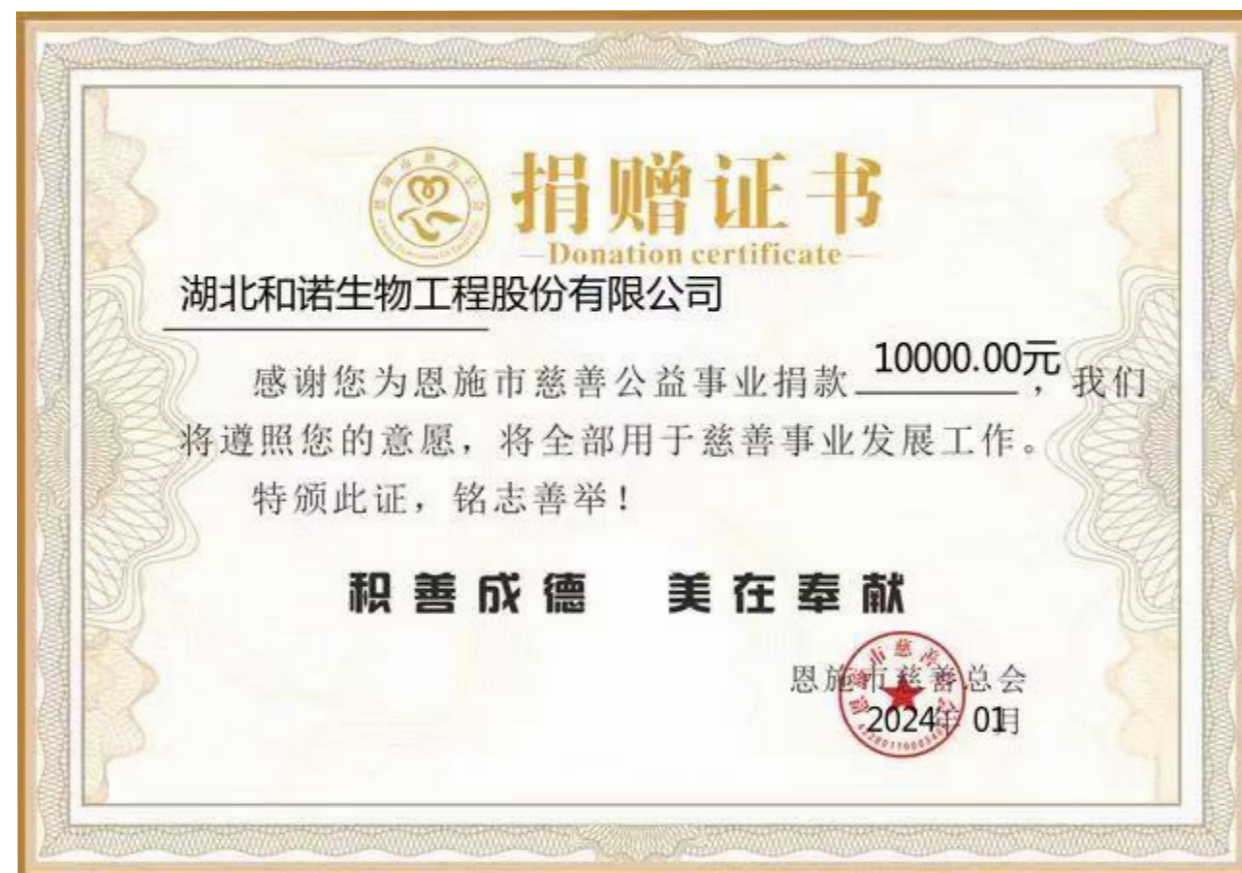 捐赠证书
Donation certificate
湖北和诺生物工程股份有限公司
感谢您为恩施市慈善公益事业捐款 10000.00元 ，我们
将遵照您的意愿，将全部用于慈善事业发展工作。
特颁此证，铭志善举！
积善成德 美在奉献
恩施市慈善总会
2024年 01月